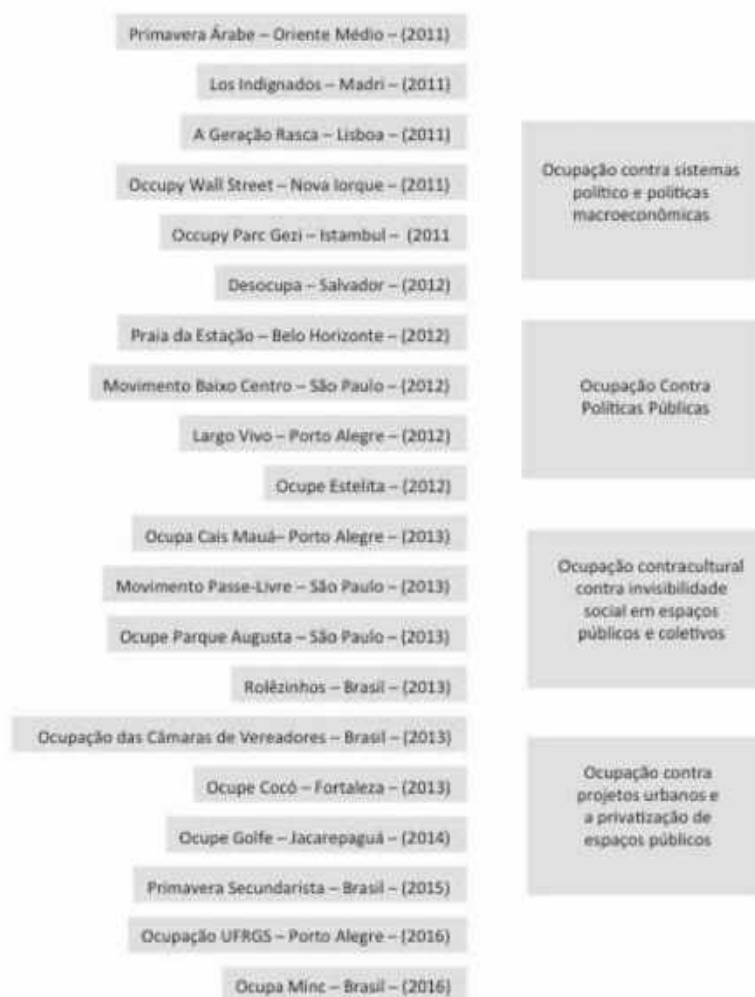 Primavera Árabe – Oriente Médio – (2011)
Los Indignados – Madri – (2011)
A Geração Rasca – Lisboa – (2011)
Occupy Wall Street – Nova Iorque – (2011)
Occupy Parc Gezi – Istambul – (2011
Desocupa – Salvador – (2012)
Praia da Estação – Belo Horizonte – (2012)
Movimento Baixo Centro – São Paulo – (2012)
Largo Vivo – Porto Alegre – (2012)
Ocupe Estelita – (2012)
Ocupa Cais Mauá– Porto Alegre – (2013)
Movimento Passe-Livre – São Paulo – (2013)
Ocupe Parque Augusta – São Paulo – (2013)
Rolêzinhos – Brasil – (2013)
Ocupação das Câmaras de Vereadores – Brasil – (2013)
Ocupe Cocó – Fortaleza – (2013)
Ocupe Golfe – Jacarepaguá – (2014)
Primavera Secundarista – Brasil – (2015)
Ocupação UFRGS – Porto Alegre – (2016)
Ocupa Minc – Brasil – (2016)
Ocupação contra sistemas
político e políticas
macroeconômicas
Ocupação Contra
Políticas Públicas
Ocupação contracultural
contra invisibilidade
social em espaços
públicos e coletivos
Ocupação contra
projetos urbanos e
a privatização de
espaços públicos